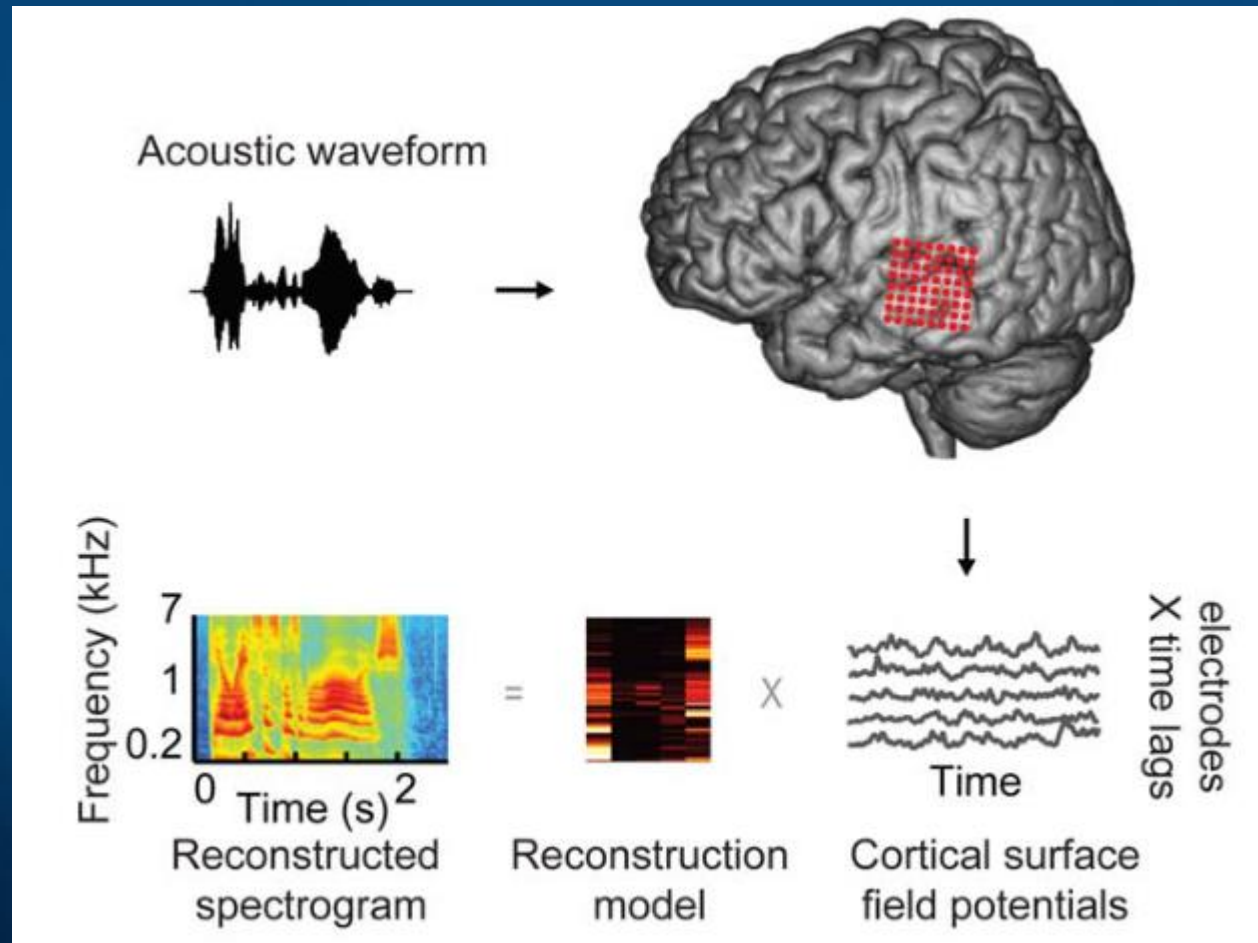 Acoustic waveform
Frequency (kHz)
7
1
0.2
0
2
Time (s)
Reconstructed
spectrogram
=
Reconstruction
model
X
Time
electrodes
X time lags
Cortical surface
field potentials